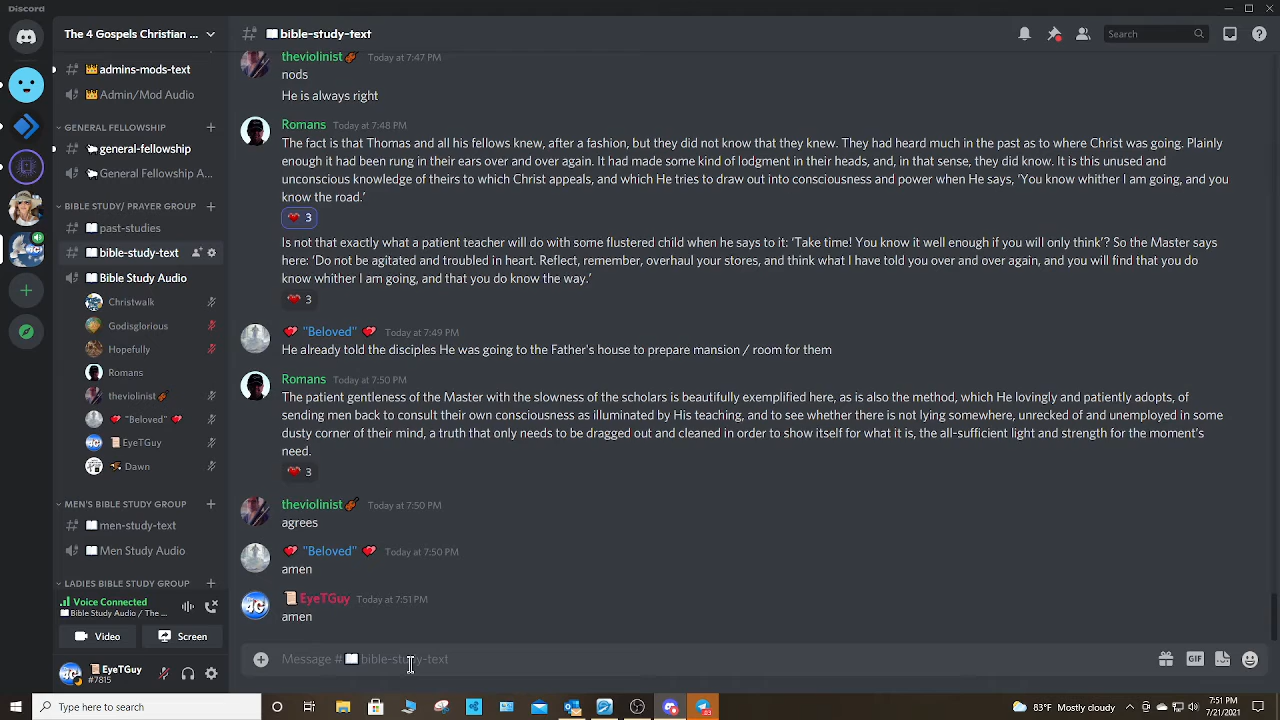 Discord
The 4 Gospels Christian ...
bible-study-text
Search
admins-mods-text
Admin/Mod Audio
GENERAL FELLOWSHIP
general-fellowship
General Fellowship A...
BIBLE STUDY/ PRAYER GROUP
past-studies
bible-study-text
Bible Study Audio
Christwalk
Godisglorious
Hopefully
Romans
theviolinist
"Beloved"
EyeTGuy
Dawn
MEN'S BIBLE STUDY GROUP
men-study-text
Men Study Audio
LADIES BIBLE STUDY GROUP
Voice Connected
Bible Study Audio / The ...
Video
Screen
EyeTGuy
#7815
theviolinist Today at 7:47 PM
nods
He is always right
Romans Today at 7:48 PM
The fact is that Thomas and all his fellows knew, after a fashion, but they did not know that they knew. They had heard much in the past as to where Christ was going. Plainly
enough it had been rung in their ears over and over again. It had made some kind of lodgment in their heads, and, in that sense, they did know. It is this unused and
unconscious knowledge of theirs to which Christ appeals, and which He tries to draw out into consciousness and power when He says, 'You know whither I am going, and you
know the road.'
3
Is not that exactly what a patient teacher will do with some flustered child when he says to it: 'Take time! You know it well enough if you will only think'? So the Master says
here: 'Do not be agitated and troubled in heart. Reflect, remember, overhaul your stores, and think what I have told you over and over again, and you will find that you do
know whither I am going, and that you do know the way.'
3
"Beloved" Today at 7:49 PM
He already told the disciples He was going to the Father's house to prepare mansion / room for them
Romans Today at 7:50 PM
The patient gentleness of the Master with the slowness of the scholars is beautifully exemplified here, as is also the method, which He lovingly and patiently adopts, of
sending men back to consult their own consciousness as illuminated by His teaching, and to see whether there is not lying somewhere, unrecked of and unemployed in some
dusty corner of their mind, a truth that only needs to be dragged out and cleaned in order to show itself for what it is, the all-sufficient light and strength for the moment's
need.
3
theviolinist Today at 7:50 PM
agrees
"Beloved" Today at 7:50 PM
amen
EyeTGuy Today at 7:51 PM
amen
Message # bible-study-text
GIF
Type here to search
83°F Mostly cloudy
7:51 PM
7/21/2021